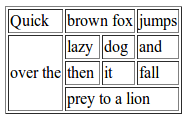 Quick brown fox jumps
lazy dog and
over the then it fall
prey to a lion